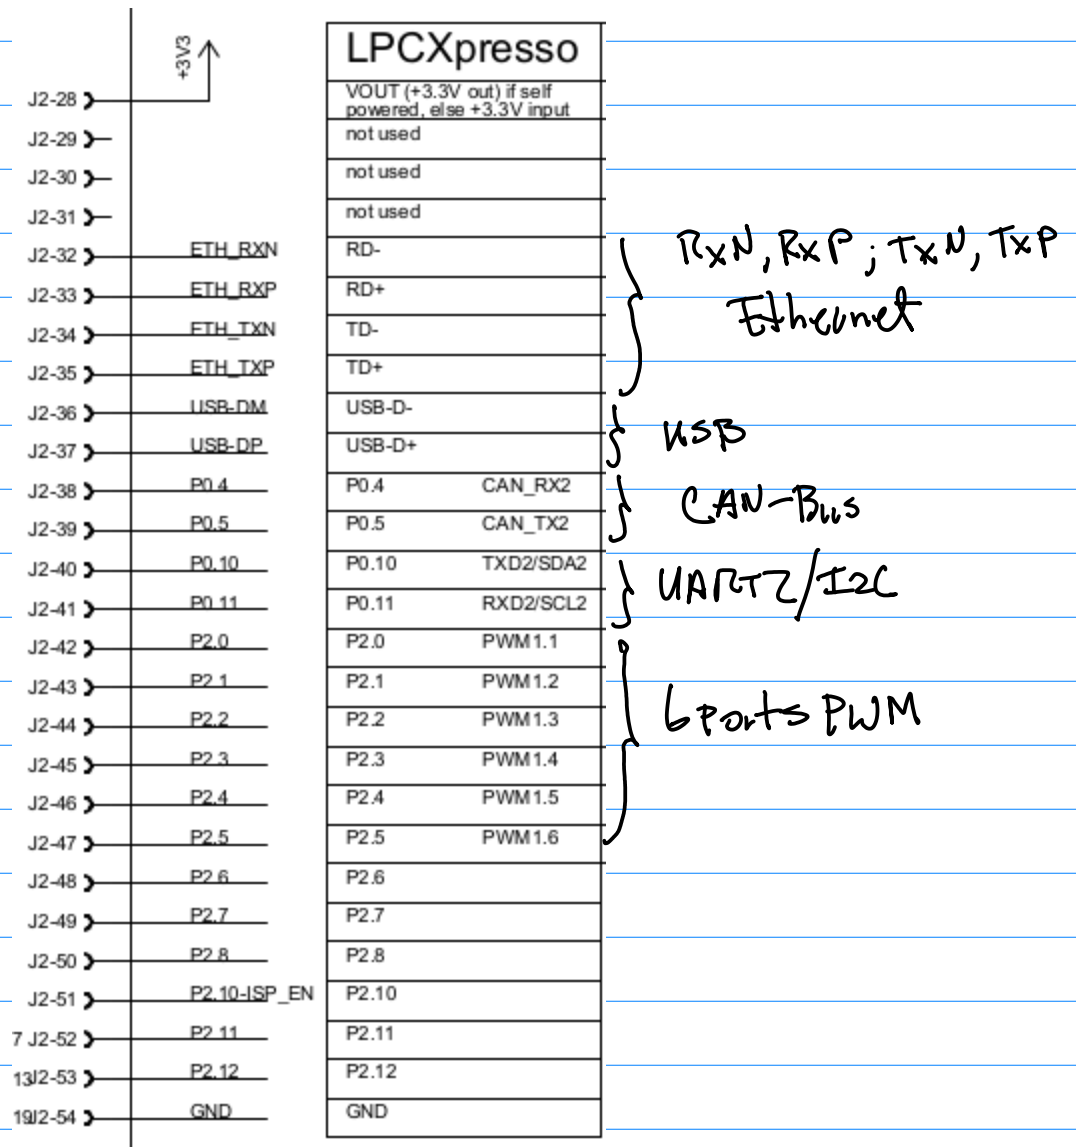 +3V3
LPCXpresso
J2-28 VOUT (+3.3V out) if self
powered, else +3.3V input
J2-29 not used
J2-30 not used
J2-31 not used
J2-32 ETH_RXN RD- RxN, RxP ; TxN, TxP
J2-33 ETH_RXP RD+ Ethernet
J2-34 ETH_TXN TD-
J2-35 ETH_TXP TD+
J2-36 USB-DM USB-D- USB
J2-37 USB-DP USB-D+
J2-38 P0.4 P0.4 CAN_RX2 CAN-Bus
J2-39 P0.5 P0.5 CAN_TX2
J2-40 P0.10 P0.10 TXD2/SDA2 UART2/I2C
J2-41 P0.11 P0.11 RXD2/SCL2
J2-42 P2.0 P2.0 PWM1.1
J2-43 P2.1 P2.1 PWM1.2
J2-44 P2.2 P2.2 PWM1.3 6 Ports PWM
J2-45 P2.3 P2.3 PWM1.4
J2-46 P2.4 P2.4 PWM1.5
J2-47 P2.5 P2.5 PWM1.6
J2-48 P2.6 P2.6
J2-49 P2.7 P2.7
J2-50 P2.8 P2.8
J2-51 P2.10-ISP_EN P2.10
7 J2-52 P2.11 P2.11
13 J2-53 P2.12 P2.12
19 J2-54 GND GND